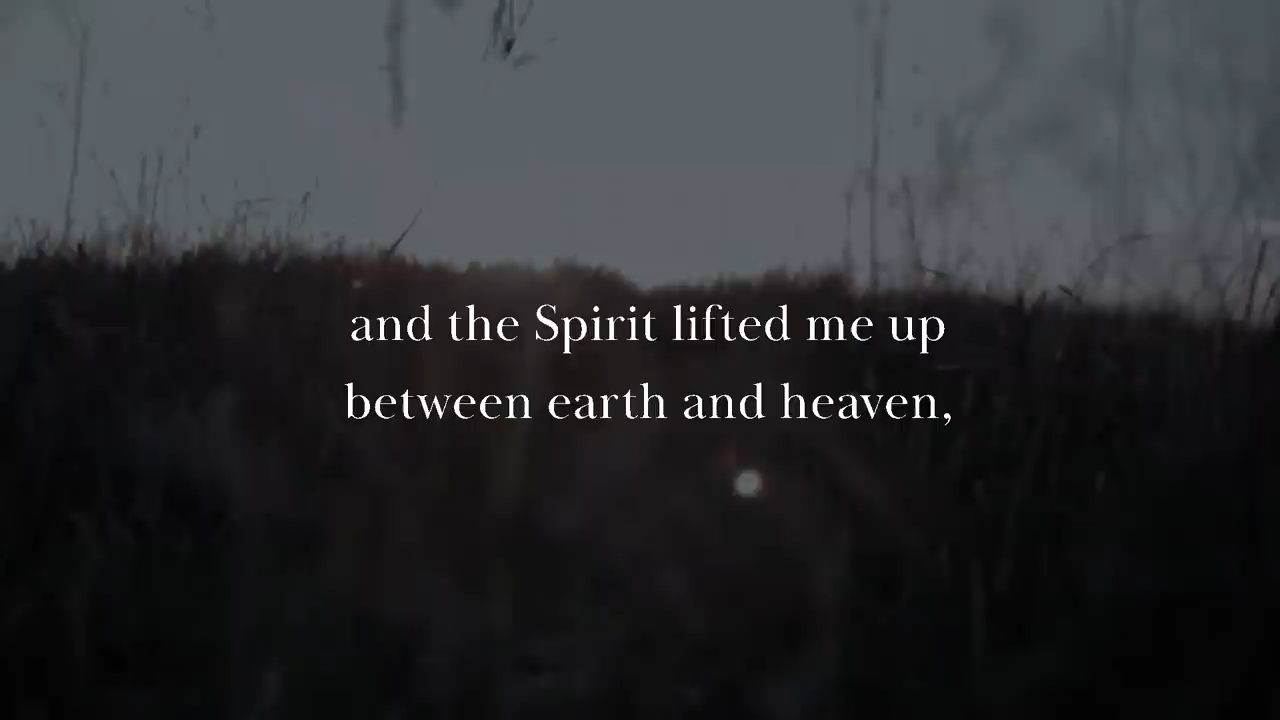 and the Spirit lifted me up
between earth and heaven,